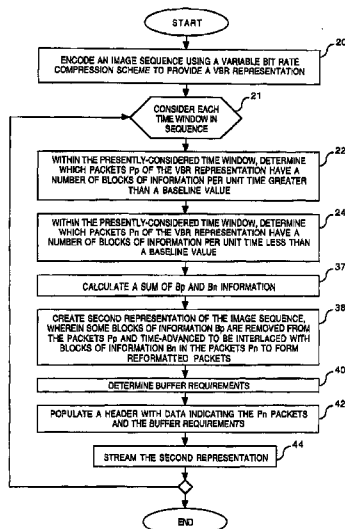 START
20
ENCODE AN IMAGE SEQUENCE USING A VARIABLE BIT RATE
COMPRESSION SCHEME TO PROVIDE A VBR REPRESENTATION
21
CONSIDER EACH
TIME WINDOW IN
SEQUENCE
22
WITHIN THE PRESENTLY-CONSIDERED TIME WINDOW, DETERMINE
WHICH PACKETS Pp OF THE VBR REPRESENTATION HAVE A
NUMBER OF BLOCKS OF INFORMATION PER UNIT TIME GREATER
THAN A BASELINE VALUE
24
WITHIN THE PRESENTLY-CONSIDERED TIME WINDOW, DETERMINE
WHICH PACKETS Pn OF THE VBR REPRESENTATION HAVE A
NUMBER OF BLOCKS OF INFORMATION PER UNIT TIME LESS THAN
A BASELINE VALUE
37
CALCULATE A SUM OF Bp AND Bn INFORMATION
38
CREATE SECOND REPRESENTATION OF THE IMAGE SEQUENCE,
WHEREIN SOME BLOCKS OF INFORMATION Bp ARE REMOVED FROM
THE PACKETS Pp AND TIME-ADVANCED TO BE INTERLACED WITH
BLOCKS OF INFORMATION Bn IN THE PACKETS Pn TO FORM
REFORMATTED PACKETS
40
DETERMINE BUFFER REQUIREMENTS
42
POPULATE A HEADER WITH DATA INDICATING THE Pn PACKETS
AND THE BUFFER REQUIREMENTS
44
STREAM THE SECOND REPRESENTATION
END